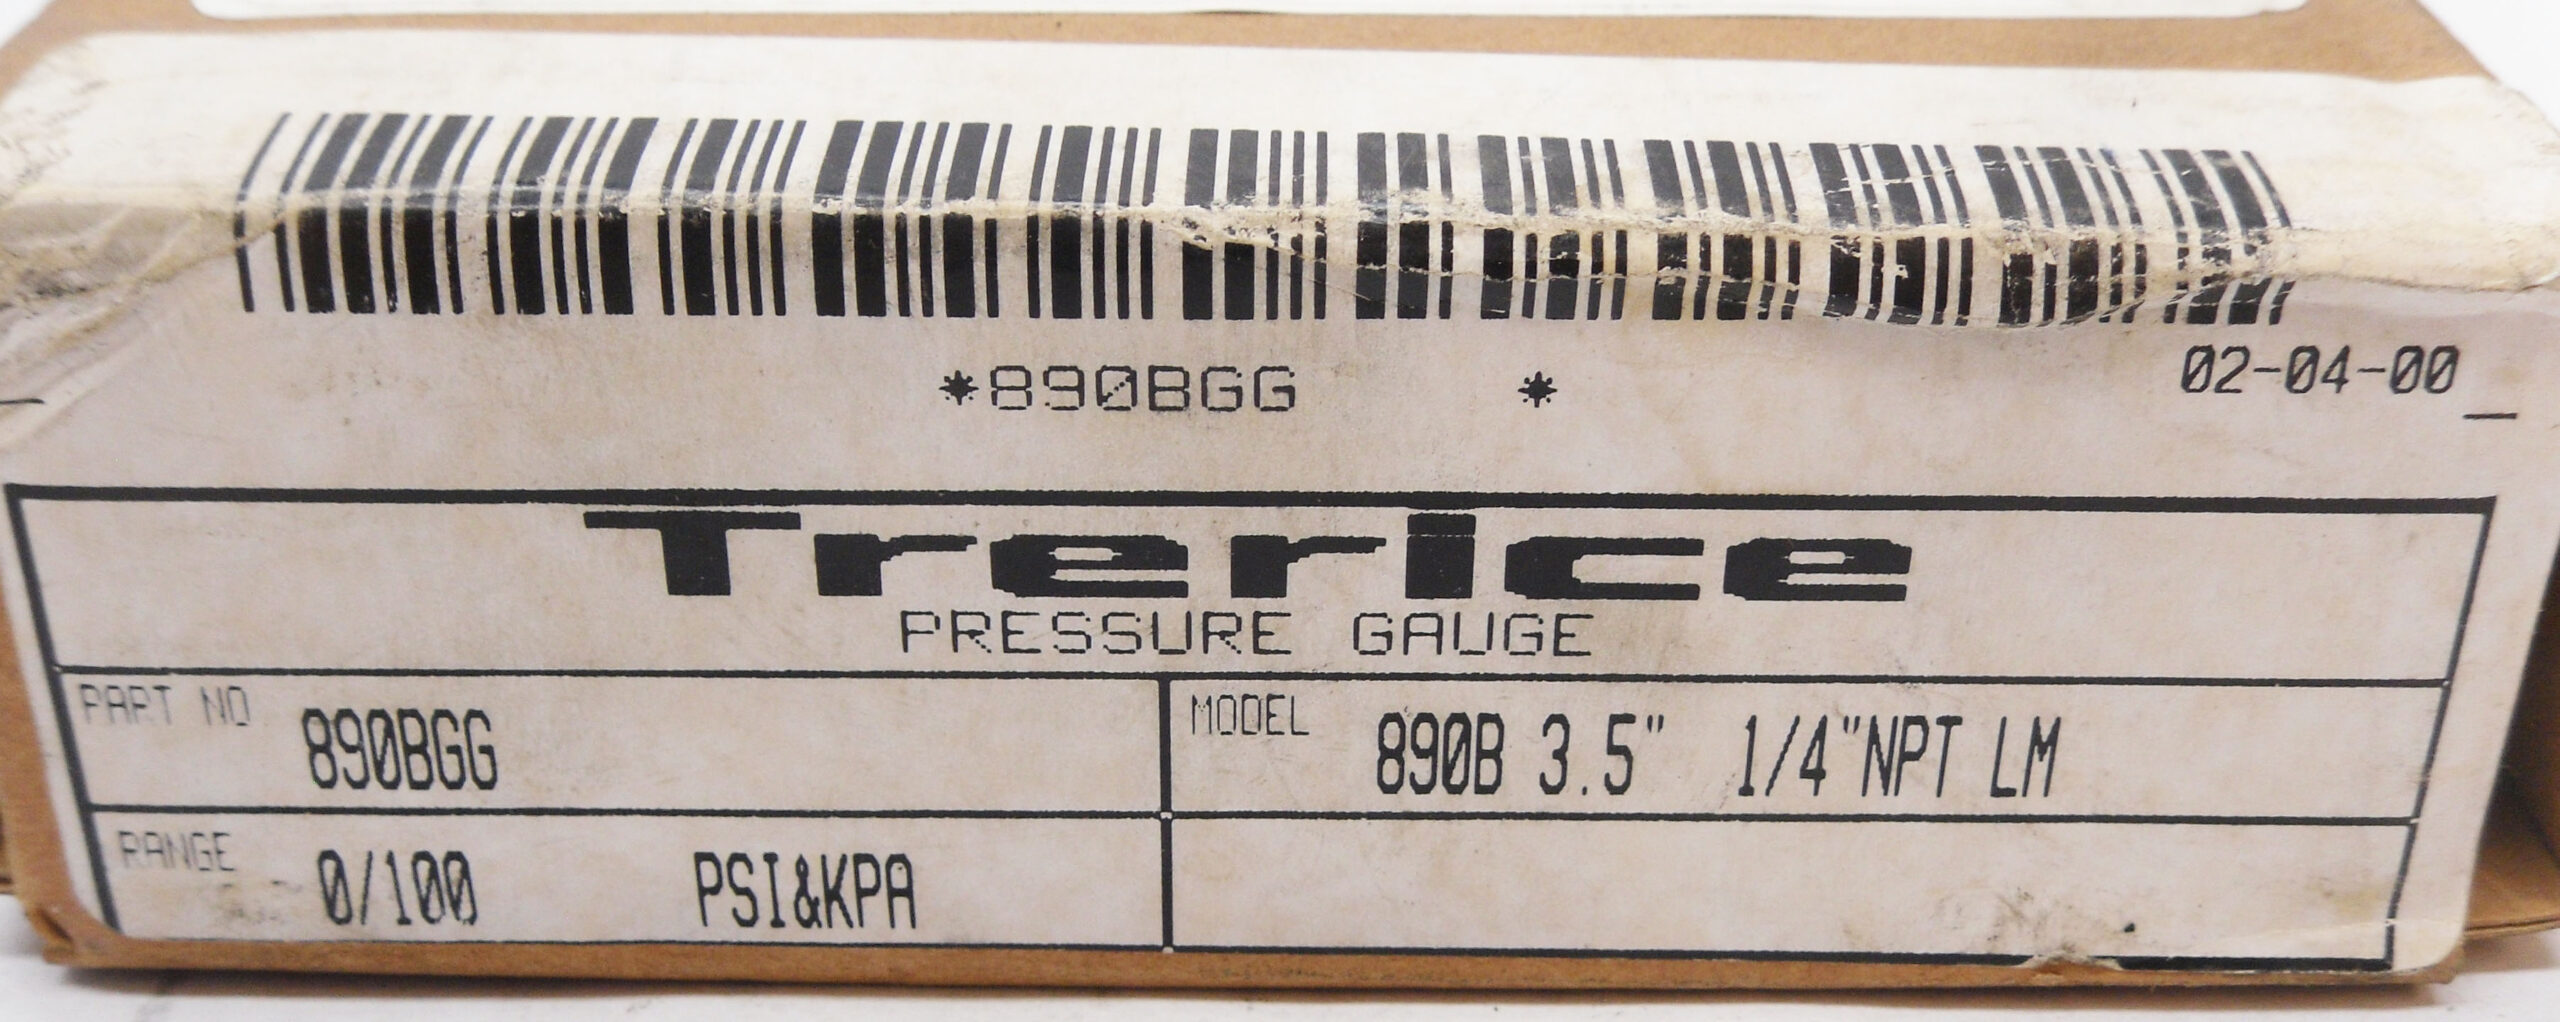 *890BGG *
02-04-00
Trerice
PRESSURE GAUGE
PART NO 890BGG
MODEL 890B 3.5" 1/4"NPT LM
RANGE 0/100 PSI&KPA